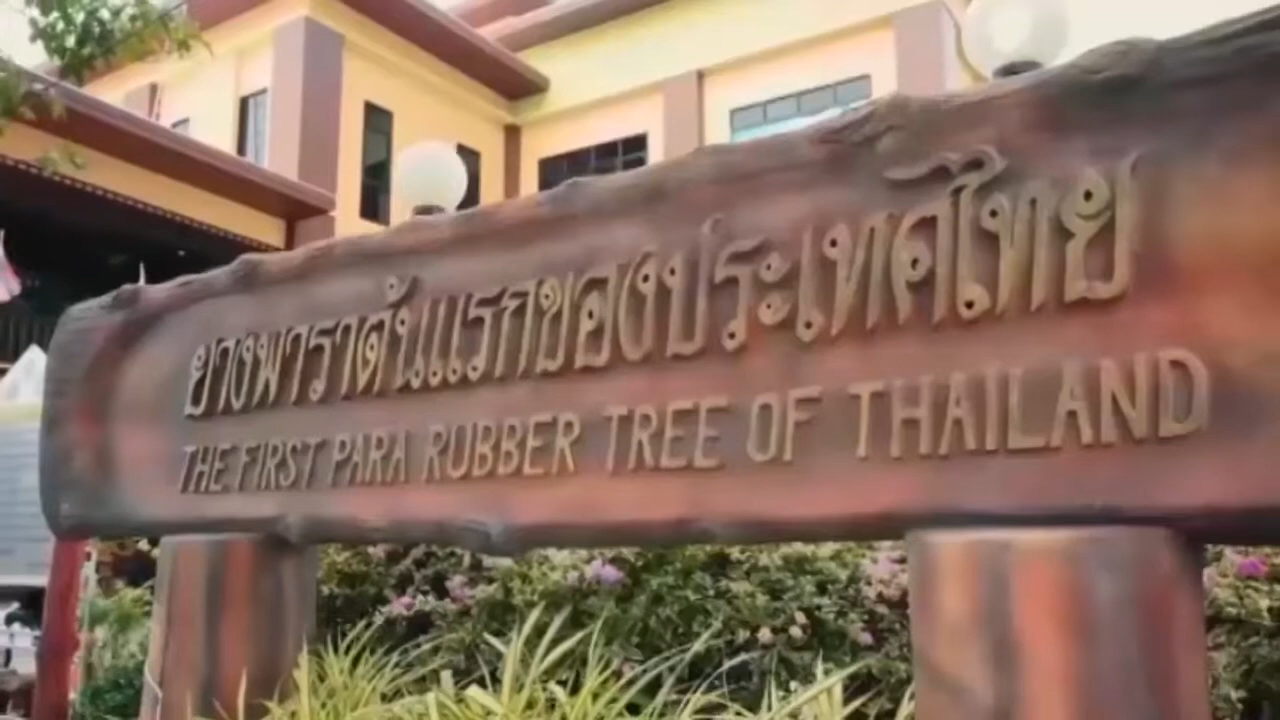 ยางพาราต้นแรกของประเทศไทย
THE FIRST PARA RUBBER TREE OF THAILAND